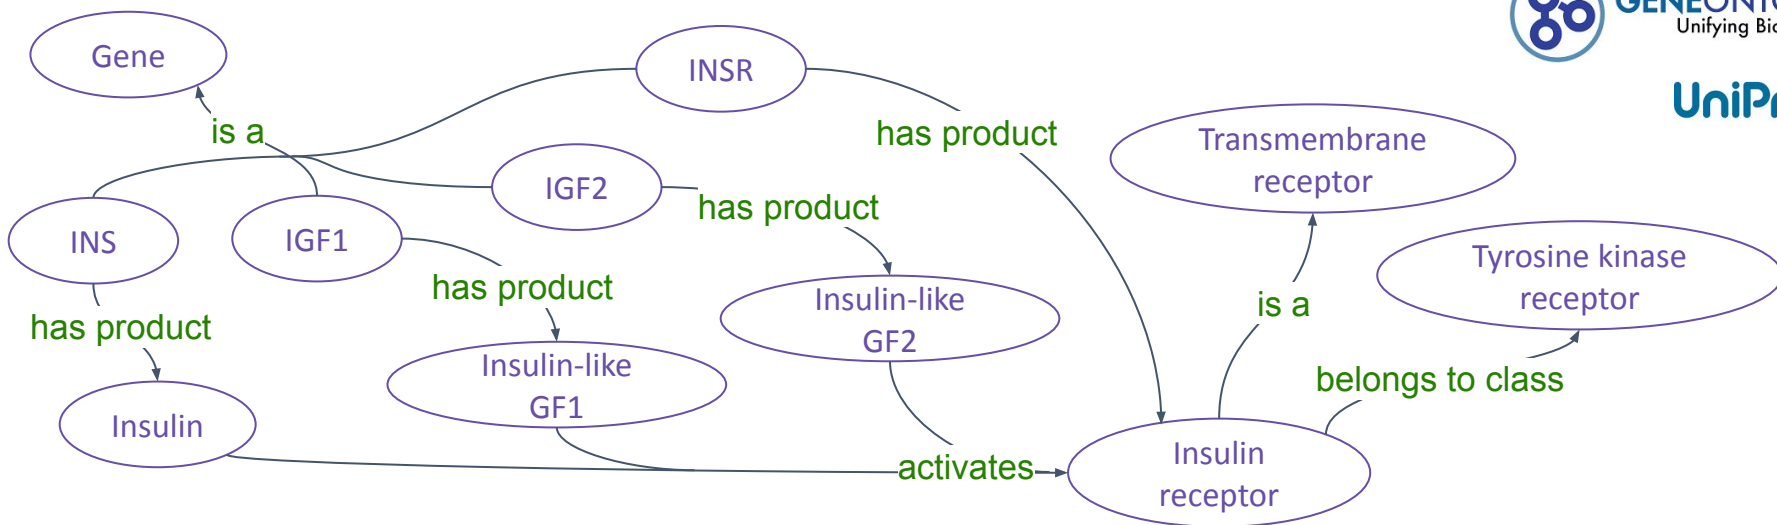 Gene
INSR
is a
has product
Transmembrane
receptor
IGF2
has product
INS
IGF1
Tyrosine kinase
receptor
has product
has product
Insulin-like
GF2
is a
Insulin-like
GF1
belongs to class
Insulin
activates
Insulin
receptor
Unifying